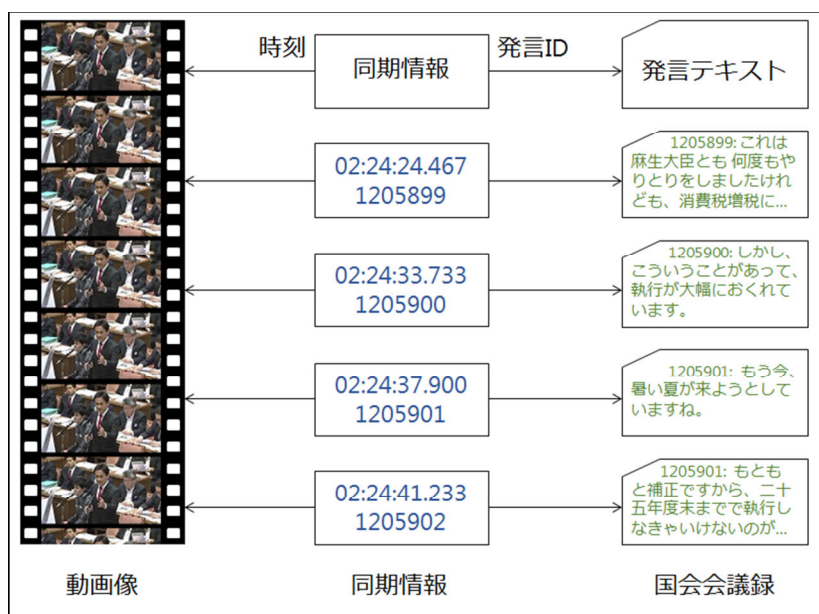 時刻
同期情報
発言ID
発言テキスト
02:24:24.467
1205899
1205899: これは
麻生大臣とも 何度もや
りとりをしましたけれ
ども、消費税増税に...
02:24:33.733
1205900
1205900: しかし、
こういうことがあって、
執行が大幅におくれて
います。
02:24:37.900
1205901
1205901: もう今、
暑い夏が来ようとして
いますね。
02:24:41.233
1205902
1205901: もとも
と補正ですから、二十
五年度末までで執行し
なきゃいけないのが...
動画像
同期情報
国会会議録